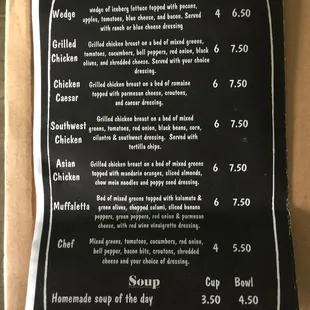 wedge of iceberg lettuce topped with pecans,
Wedge apples, tomatoes, blue cheese, and bacon. Served 4 6.50
with ranch or blue cheese dressing
Grilled Chicken breast on a bed of mixed greens,
Grilled tomatoes, cucumbers, bell peppers, red onion, black 6 7.50
Chicken olives, and shredded cheese. Served with your choice
dressing.
Chicken Grilled chicken breast on a bed of romaine
Caesar topped with parmesan cheese, croutons, 6 7.50
and caesar dressing.
Grilled chicken breast on a bed of mixed
Southwest greens, tomatoes, red onion, black beans, corn, 6 7.50
Chicken cilantro & southwest dressing. Served with
tortilla chips.
Asian Grilled chicken breast on a bed of mixed greens
Chicken topped with mandarin oranges, sliced almonds, 6 7.50
chow mein noodles and poppy seed dressing.
Bed of mixed greens topped with kalamata &
Muffaletta green olives, chopped salami, sliced banana 6 7.50
peppers, green peppers, red onion & parmesan
cheese, with red wine vinaigrette dressing.
Chef Mixed greens, tomatoes, cucumbers, red onion,
bell pepper, bacon bits, croutons, shredded 4 5.50
cheese and your choice of dressing.
Soup Cup Bowl
Homemade soup of the day 3.50 4.50